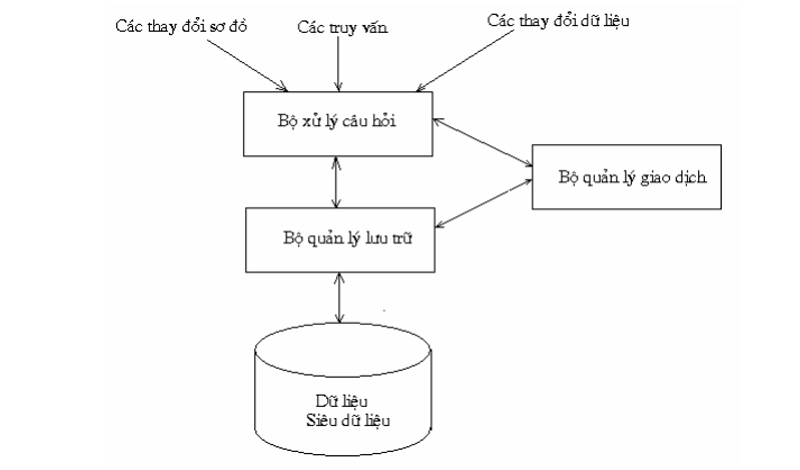 Các thay đổi sơ đồ
Các truy vấn
Các thay đổi dữ liệu
Bộ xử lý câu hỏi
Bộ quản lý giao dịch
Bộ quản lý lưu trữ
Dữ liệu
Siêu dữ liệu